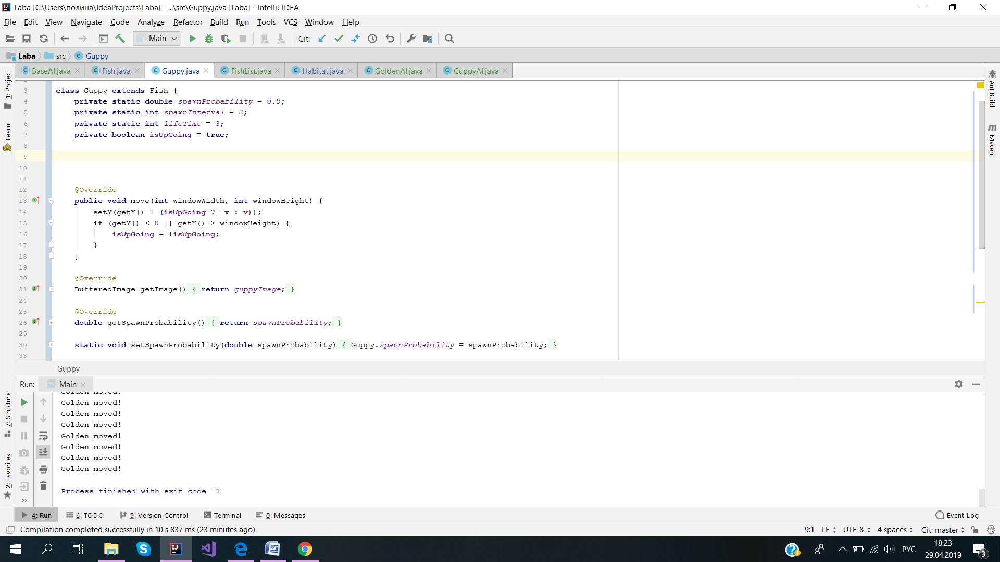 Laba [C:\Users\полина\IdeaProjects\Laba] - ...\src\Guppy.java [Laba] - IntelliJ IDEA
File Edit View Navigate Code Analyze Refactor Build Run Tools VCS Window Help
Main Git:
Laba src Guppy
BaseAI.java Fish.java Guppy.java FishList.java Habitat.java GoldenAI.java GuppyAI.java
1: Project
Learn
7: Structure
2: Favorites
Ant Build
Maven
3 class Guppy extends Fish {
4 private static double spawnProbability = 0.9;
5 private static int spawnInterval = 2;
6 private static int lifeTime = 3;
7 private boolean isUpGoing = true;
8
9
10
11
12 @Override
13 public void move(int windowWidth, int windowHeight) {
14 setY(getY() + (isUpGoing ? -v : v));
15 if (getY() < 0 || getY() > windowHeight) {
16 isUpGoing = !isUpGoing;
17 }
18 }
19
20 @Override
21 BufferedImage getImage() { return guppyImage; }
24
25 @Override
26 double getSpawnProbability() { return spawnProbability; }
29
30 static void setSpawnProbability(double spawnProbability) { Guppy.spawnProbability = spawnProbability; }
33
Guppy
Run: Main
Golden moved!
Golden moved!
Golden moved!
Golden moved!
Golden moved!
Golden moved!
Golden moved!
Golden moved!
Process finished with exit code -1
4: Run 6: TODO 9: Version Control Terminal 0: Messages Event Log
Compilation completed successfully in 10 s 837 ms (23 minutes ago) 9:1 LF UTF-8 4 spaces Git: master
РУС 18:23
29.04.2019 3